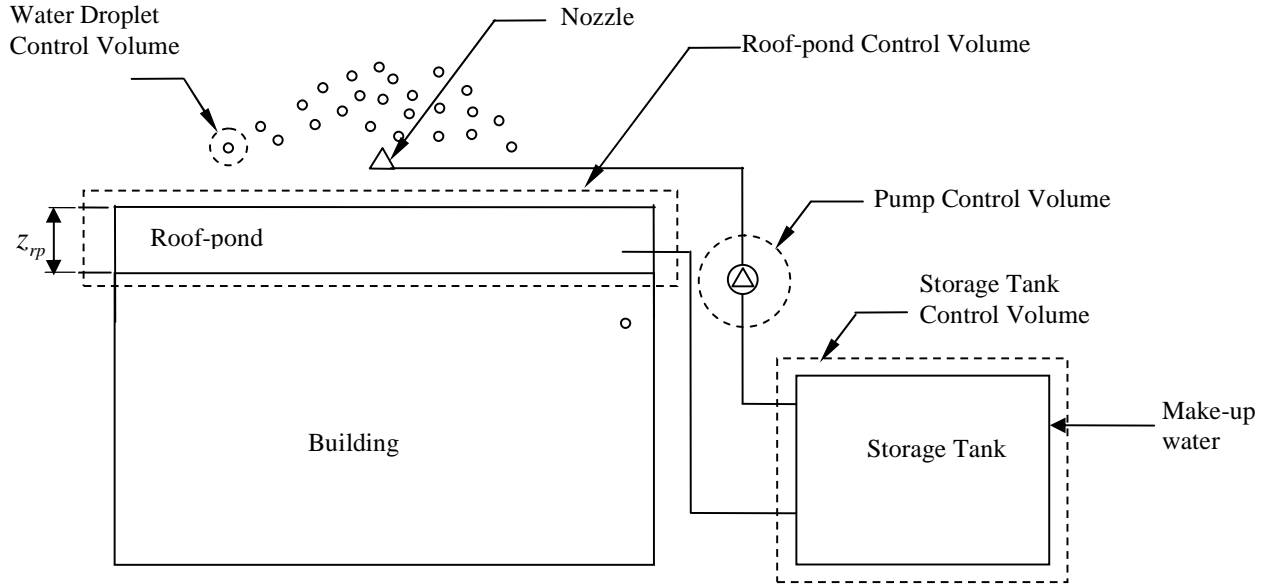 Water Droplet
Control Volume
Nozzle
Roof-pond Control Volume
Pump Control Volume
z_rp
Roof-pond
Storage Tank
Control Volume
Make-up
water
Building
Storage Tank